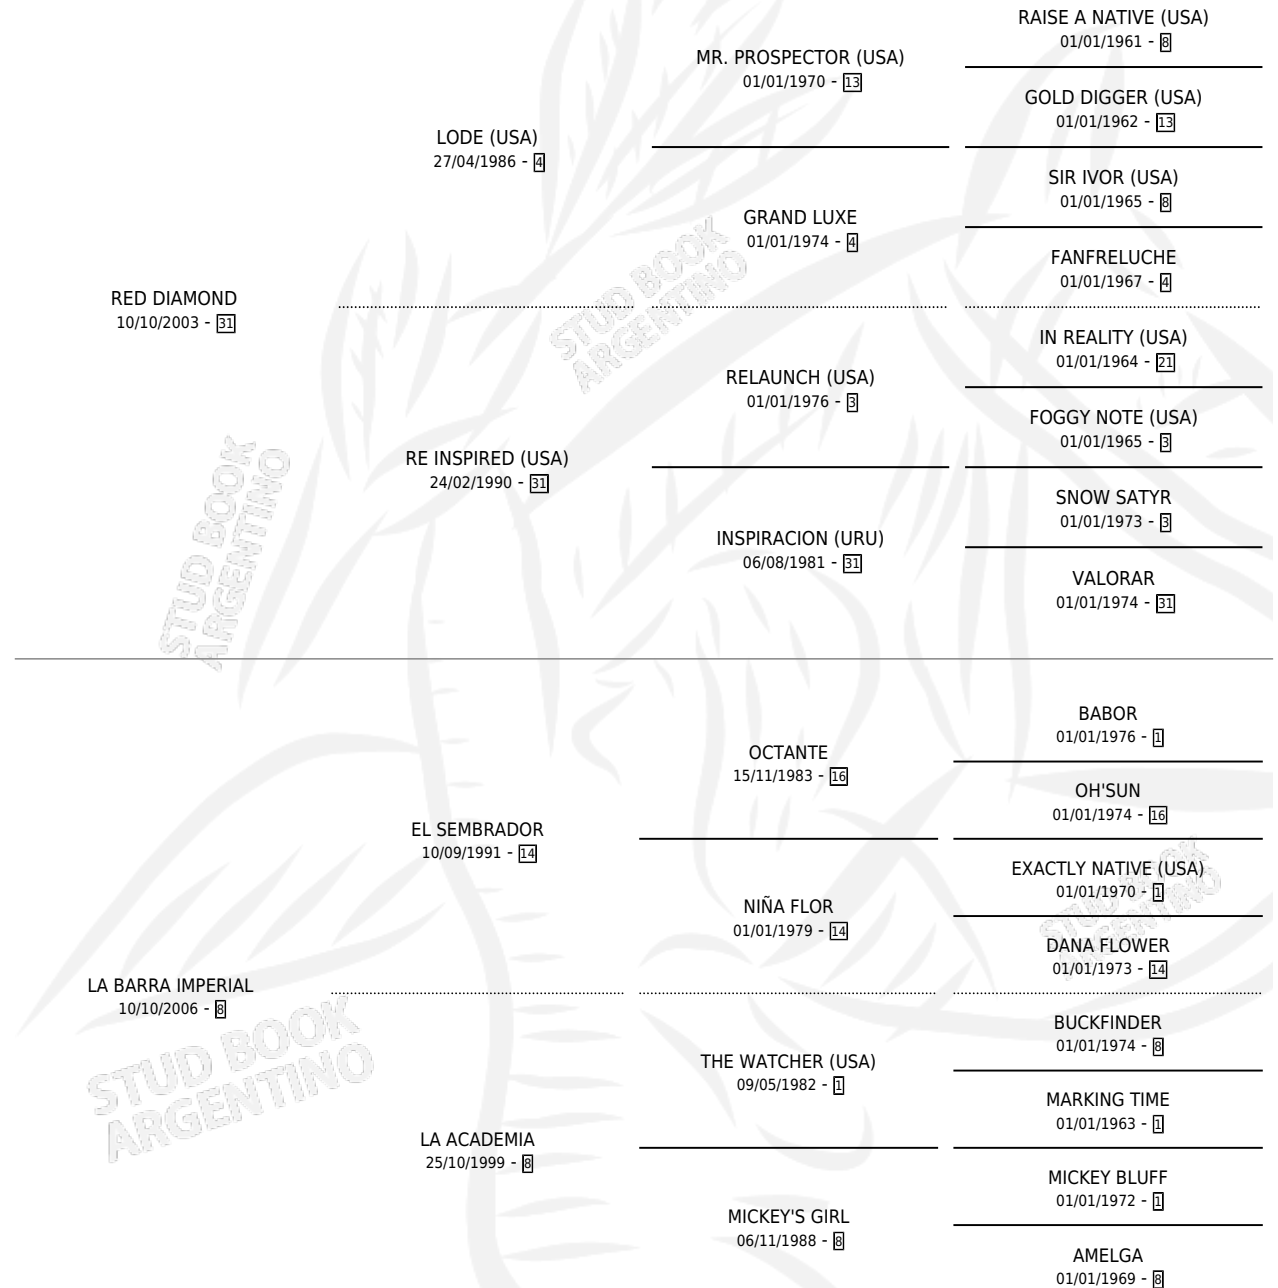 RAISE A NATIVE (USA)
01/01/1961 - 8
MR. PROSPECTOR (USA)
01/01/1970 - 13
GOLD DIGGER (USA)
01/01/1962 - 13
LODE (USA)
27/04/1986 - 4
SIR IVOR (USA)
01/01/1965 - 8
GRAND LUXE
01/01/1974 - 4
FANFRELUCHE
01/01/1967 - 4
RED DIAMOND
10/10/2003 - 31
IN REALITY (USA)
01/01/1964 - 21
RELAUNCH (USA)
01/01/1976 - 3
FOGGY NOTE (USA)
01/01/1965 - 3
RE INSPIRED (USA)
24/02/1990 - 31
SNOW SATYR
01/01/1973 - 3
INSPIRACION (URU)
06/08/1981 - 31
VALORAR
01/01/1974 - 31
BABOR
01/01/1976 - 1
OCTANTE
15/11/1983 - 16
OH'SUN
01/01/1974 - 16
EL SEMBRADOR
10/09/1991 - 14
EXACTLY NATIVE (USA)
01/01/1970 - 1
NIÑA FLOR
01/01/1979 - 14
DANA FLOWER
01/01/1973 - 14
LA BARRA IMPERIAL
10/10/2006 - 8
BUCKFINDER
01/01/1974 - 8
THE WATCHER (USA)
09/05/1982 - 1
MARKING TIME
01/01/1963 - 1
LA ACADEMIA
25/10/1999 - 8
MICKEY BLUFF
01/01/1972 - 1
MICKEY'S GIRL
06/11/1988 - 8
AMELGA
01/01/1969 - 8
STUD BOOK
ARGENTINO
STUD BOOK
ARGENTINO
STUD BOOK
ARGENTINO
STUD BOOK
ARGENTINO